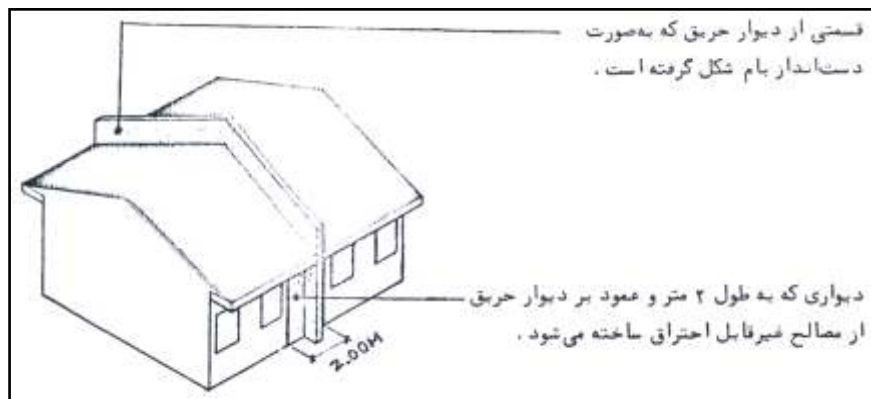 قسمتی از دیوار حریق که به‌صورت
دست‌انداز بام شکل گرفته است .
دیواری که به طول ۲ متر و عمود بر دیوار حریق
از مصالح غیرقابل احتراق ساخته می‌شود .
2.00M